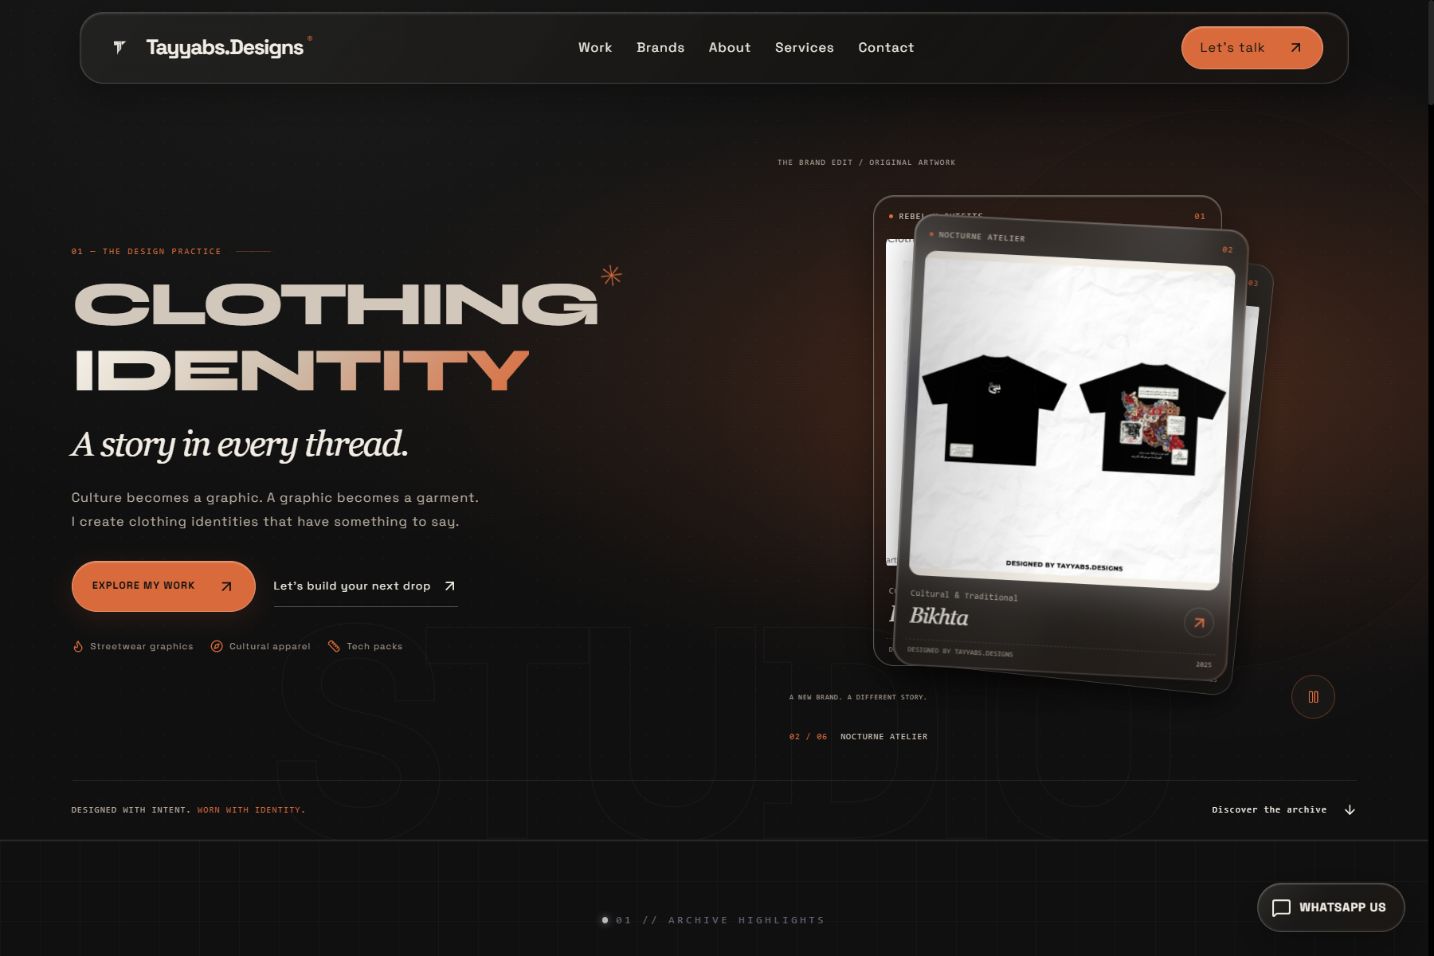 Tayyabs.Designs
Work
Brands
About
Services
Contact
Let's talk
THE BRAND EDIT / ORIGINAL ARTWORK
01 — THE DESIGN PRACTICE
CLOTHING
IDENTITY
A story in every thread.
Culture becomes a graphic. A graphic becomes a garment.
I create clothing identities that have something to say.
EXPLORE MY WORK
Let's build your next drop
Streetwear graphics
Cultural apparel
Tech packs
01
NOCTURNE ATELIER
02
03
DESIGNED BY TAYYABS.DESIGNS
Cultural & Traditional
Bikhta
DESIGNED BY TAYYABS.DESIGNS
2025
A NEW BRAND. A DIFFERENT STORY.
02 / 06 NOCTURNE ATELIER
STUDIO
DESIGNED WITH INTENT. WORN WITH IDENTITY.
Discover the archive
01 // ARCHIVE HIGHLIGHTS
WHATSAPP US